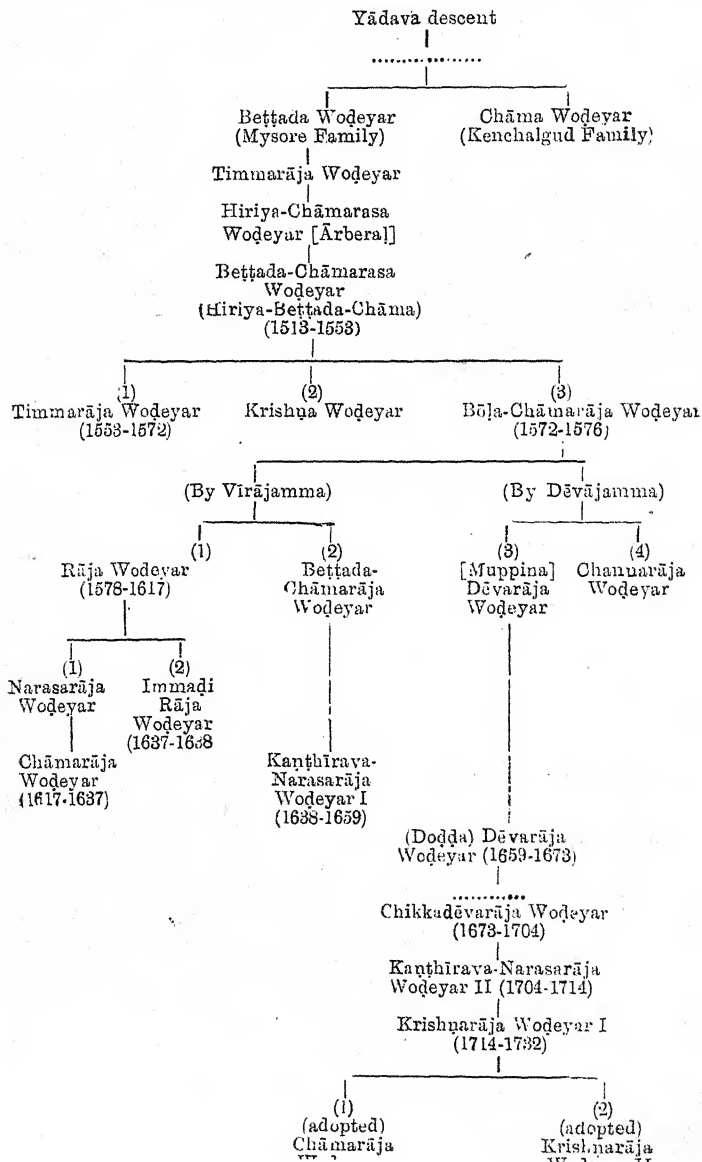 Yādava descent
Beṭṭada Woḍeyar
(Mysore Family)
Chāma Woḍeyar
(Kenchalgud Family)
Timmarāja Woḍeyar
Hiriya-Chāmarasa
Woḍeyar [Ārberaḷ]
Beṭṭada-Chāmarasa
Woḍeyar
(Hiriya-Beṭṭada-Chāma)
(1513-1553)
(1)
Timmarāja Woḍeyar
(1553-1572)
(2)
Krishṇa Woḍeyar
(3)
Bōḷa-Chāmarāja Woḍeyar
(1572-1576)
(By Vīrājamma)
(By Dēvājamma)
(1)
Rāja Woḍeyar
(1578-1617)
(2)
Beṭṭada-
Chāmarāja
Woḍeyar
(3)
[Muppina]
Dēvarāja
Woḍeyar
(4)
Channarāja
Woḍeyar
(1)
Narasarāja
Woḍeyar
(2)
Immaḍi
Rāja
Woḍeyar
(1637-1638
Chāmarāja
Woḍeyar
(1617-1637)
Kaṇṭhīrava-
Narasarāja
Woḍeyar I
(1638-1659)
(Doḍḍa) Dēvarāja
Woḍeyar (1659-1673)
Chikkadēvarāja Woḍeyar
(1673-1704)
Kaṇṭhīrava-Narasarāja
Woḍeyar II (1704-1714)
Krishṇarāja Woḍeyar I
(1714-1732)
(1)
(adopted)
Chāmarāja
(2)
(adopted)
Krishṇarāja